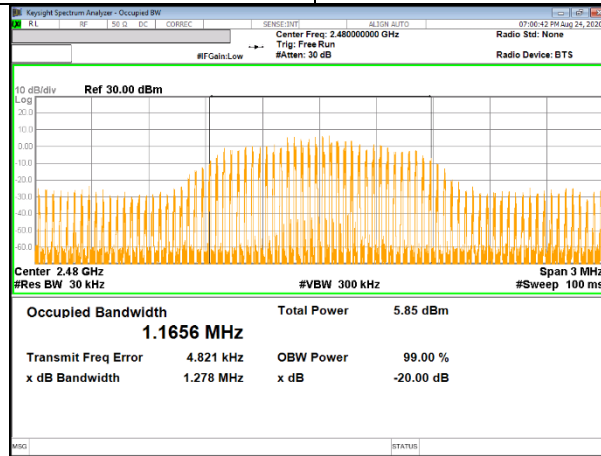 Keysight Spectrum Analyzer - Occupied BW
RL RF 50 Ω DC CORREC SENSE:INT ALIGN AUTO 07:00:42 PM Aug 24, 2020
Center Freq: 2.480000000 GHz Radio Std: None
Trig: Free Run
#IFGain:Low #Atten: 30 dB Radio Device: BTS
10 dB/div Ref 30.00 dBm
Log
20.0
10.0
0.00
-10.0
-20.0
-30.0
-40.0
-50.0
-60.0
Center 2.48 GHz Span 3 MHz
#Res BW 30 kHz #VBW 300 kHz #Sweep 100 ms
Occupied Bandwidth Total Power 5.85 dBm
1.1656 MHz
Transmit Freq Error 4.821 kHz OBW Power 99.00 %
x dB Bandwidth 1.278 MHz x dB -20.00 dB
MSG STATUS